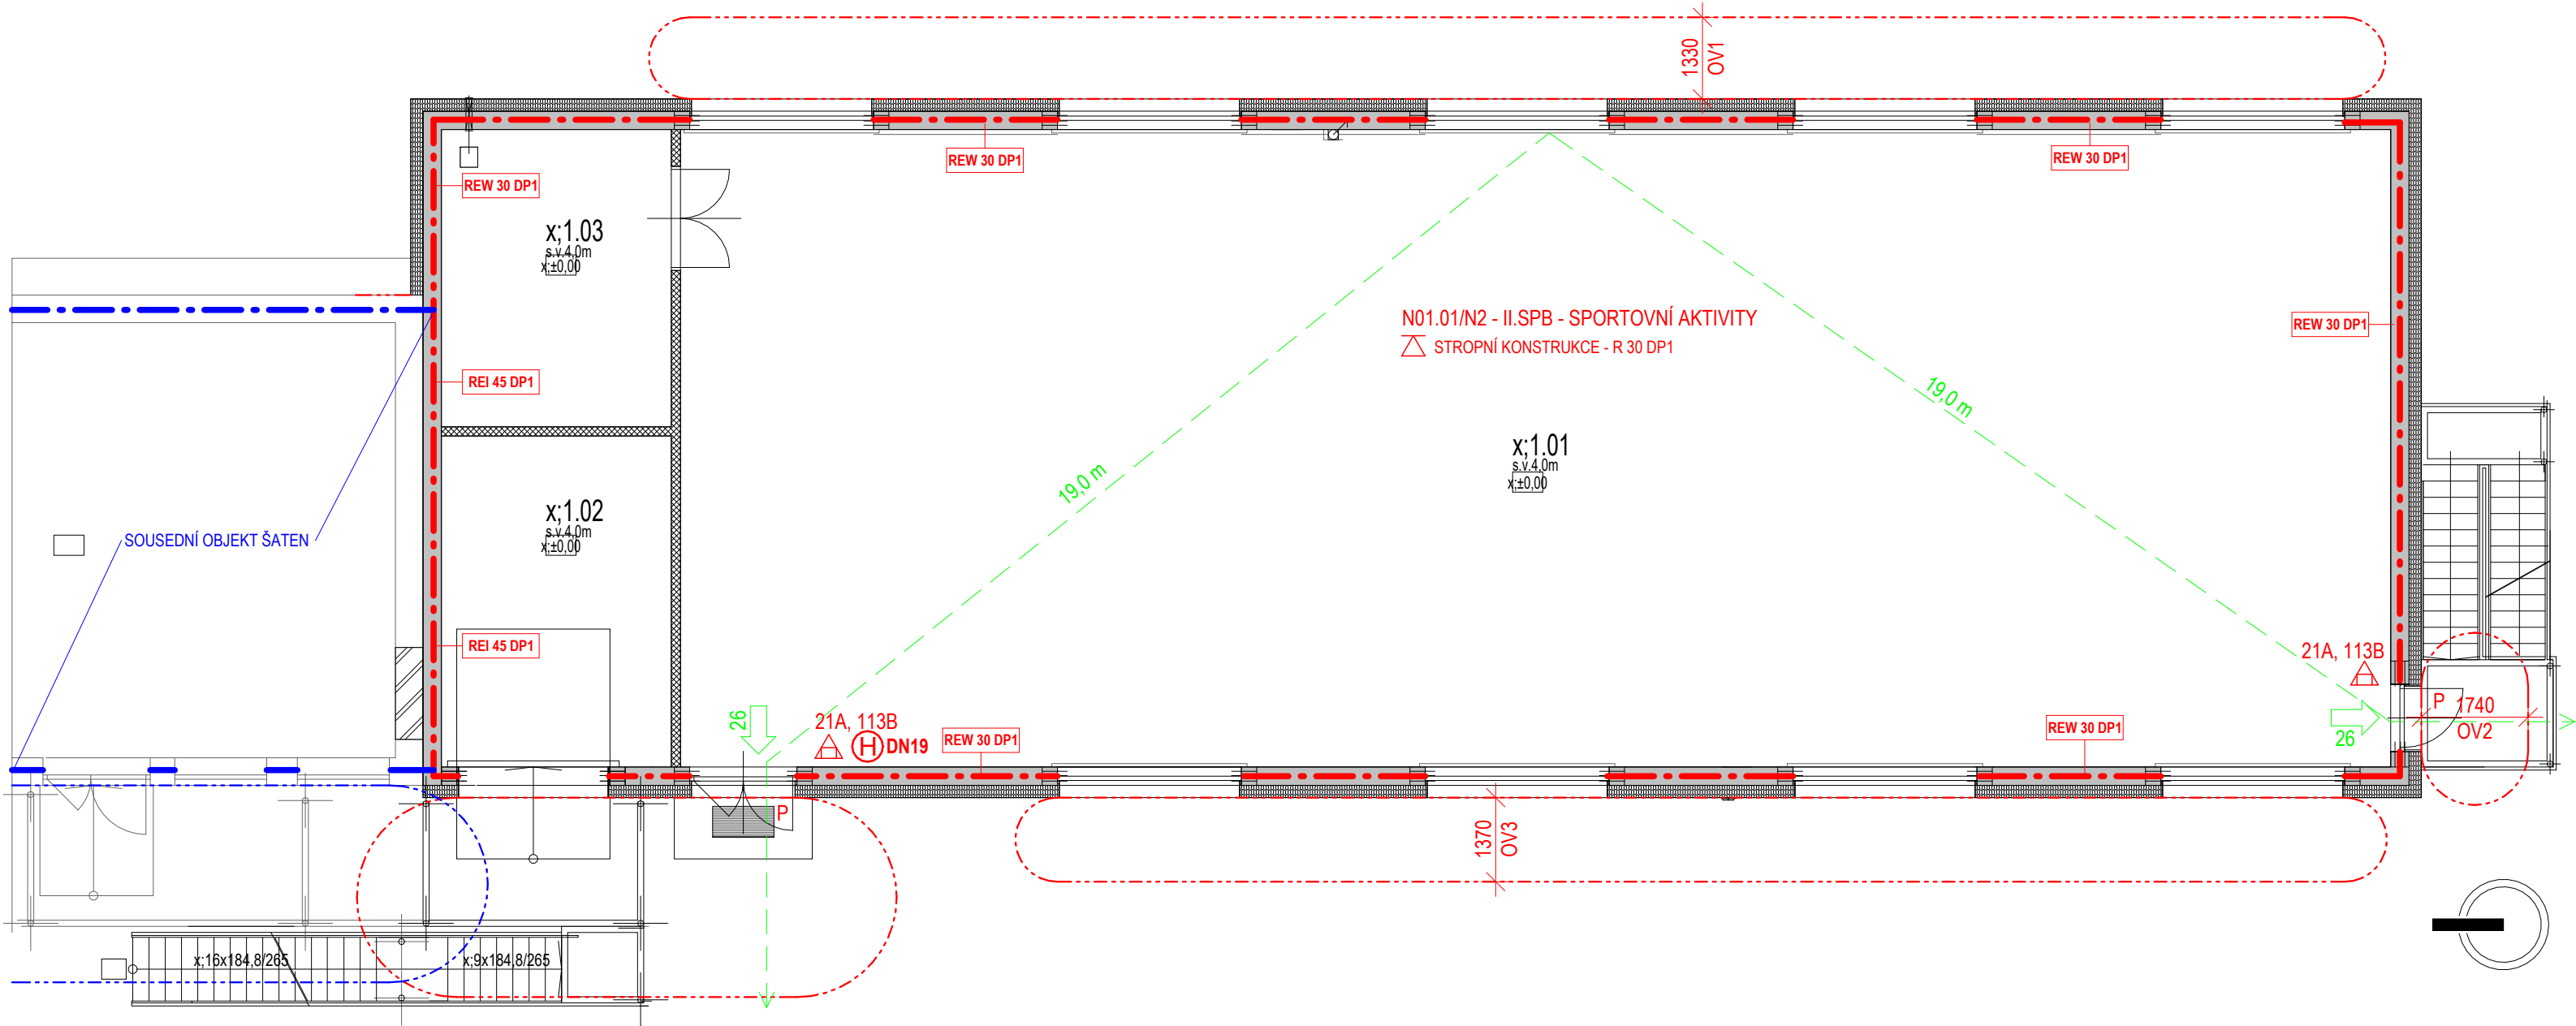 1330
OV1
REW 30 DP1
REW 30 DP1
REW 30 DP1
x;1.03
s.v.4,0m
x;±0,00
N01.01/N2 - II.SPB - SPORTOVNÍ AKTIVITY
STROPNÍ KONSTRUKCE - R 30 DP1
REW 30 DP1
REI 45 DP1
19,0 m
19,0 m
x;1.01
s.v.4,0m
x;±0,00
x;1.02
s.v.4,0m
x;±0,00
SOUSEDNÍ OBJEKT ŠATEN
REI 45 DP1
21A, 113B
26
21A, 113B
H DN19
REW 30 DP1
REW 30 DP1
26
P
1740
OV2
P
1370
OV3
x;16x184,8/265
x;9x184,8/265